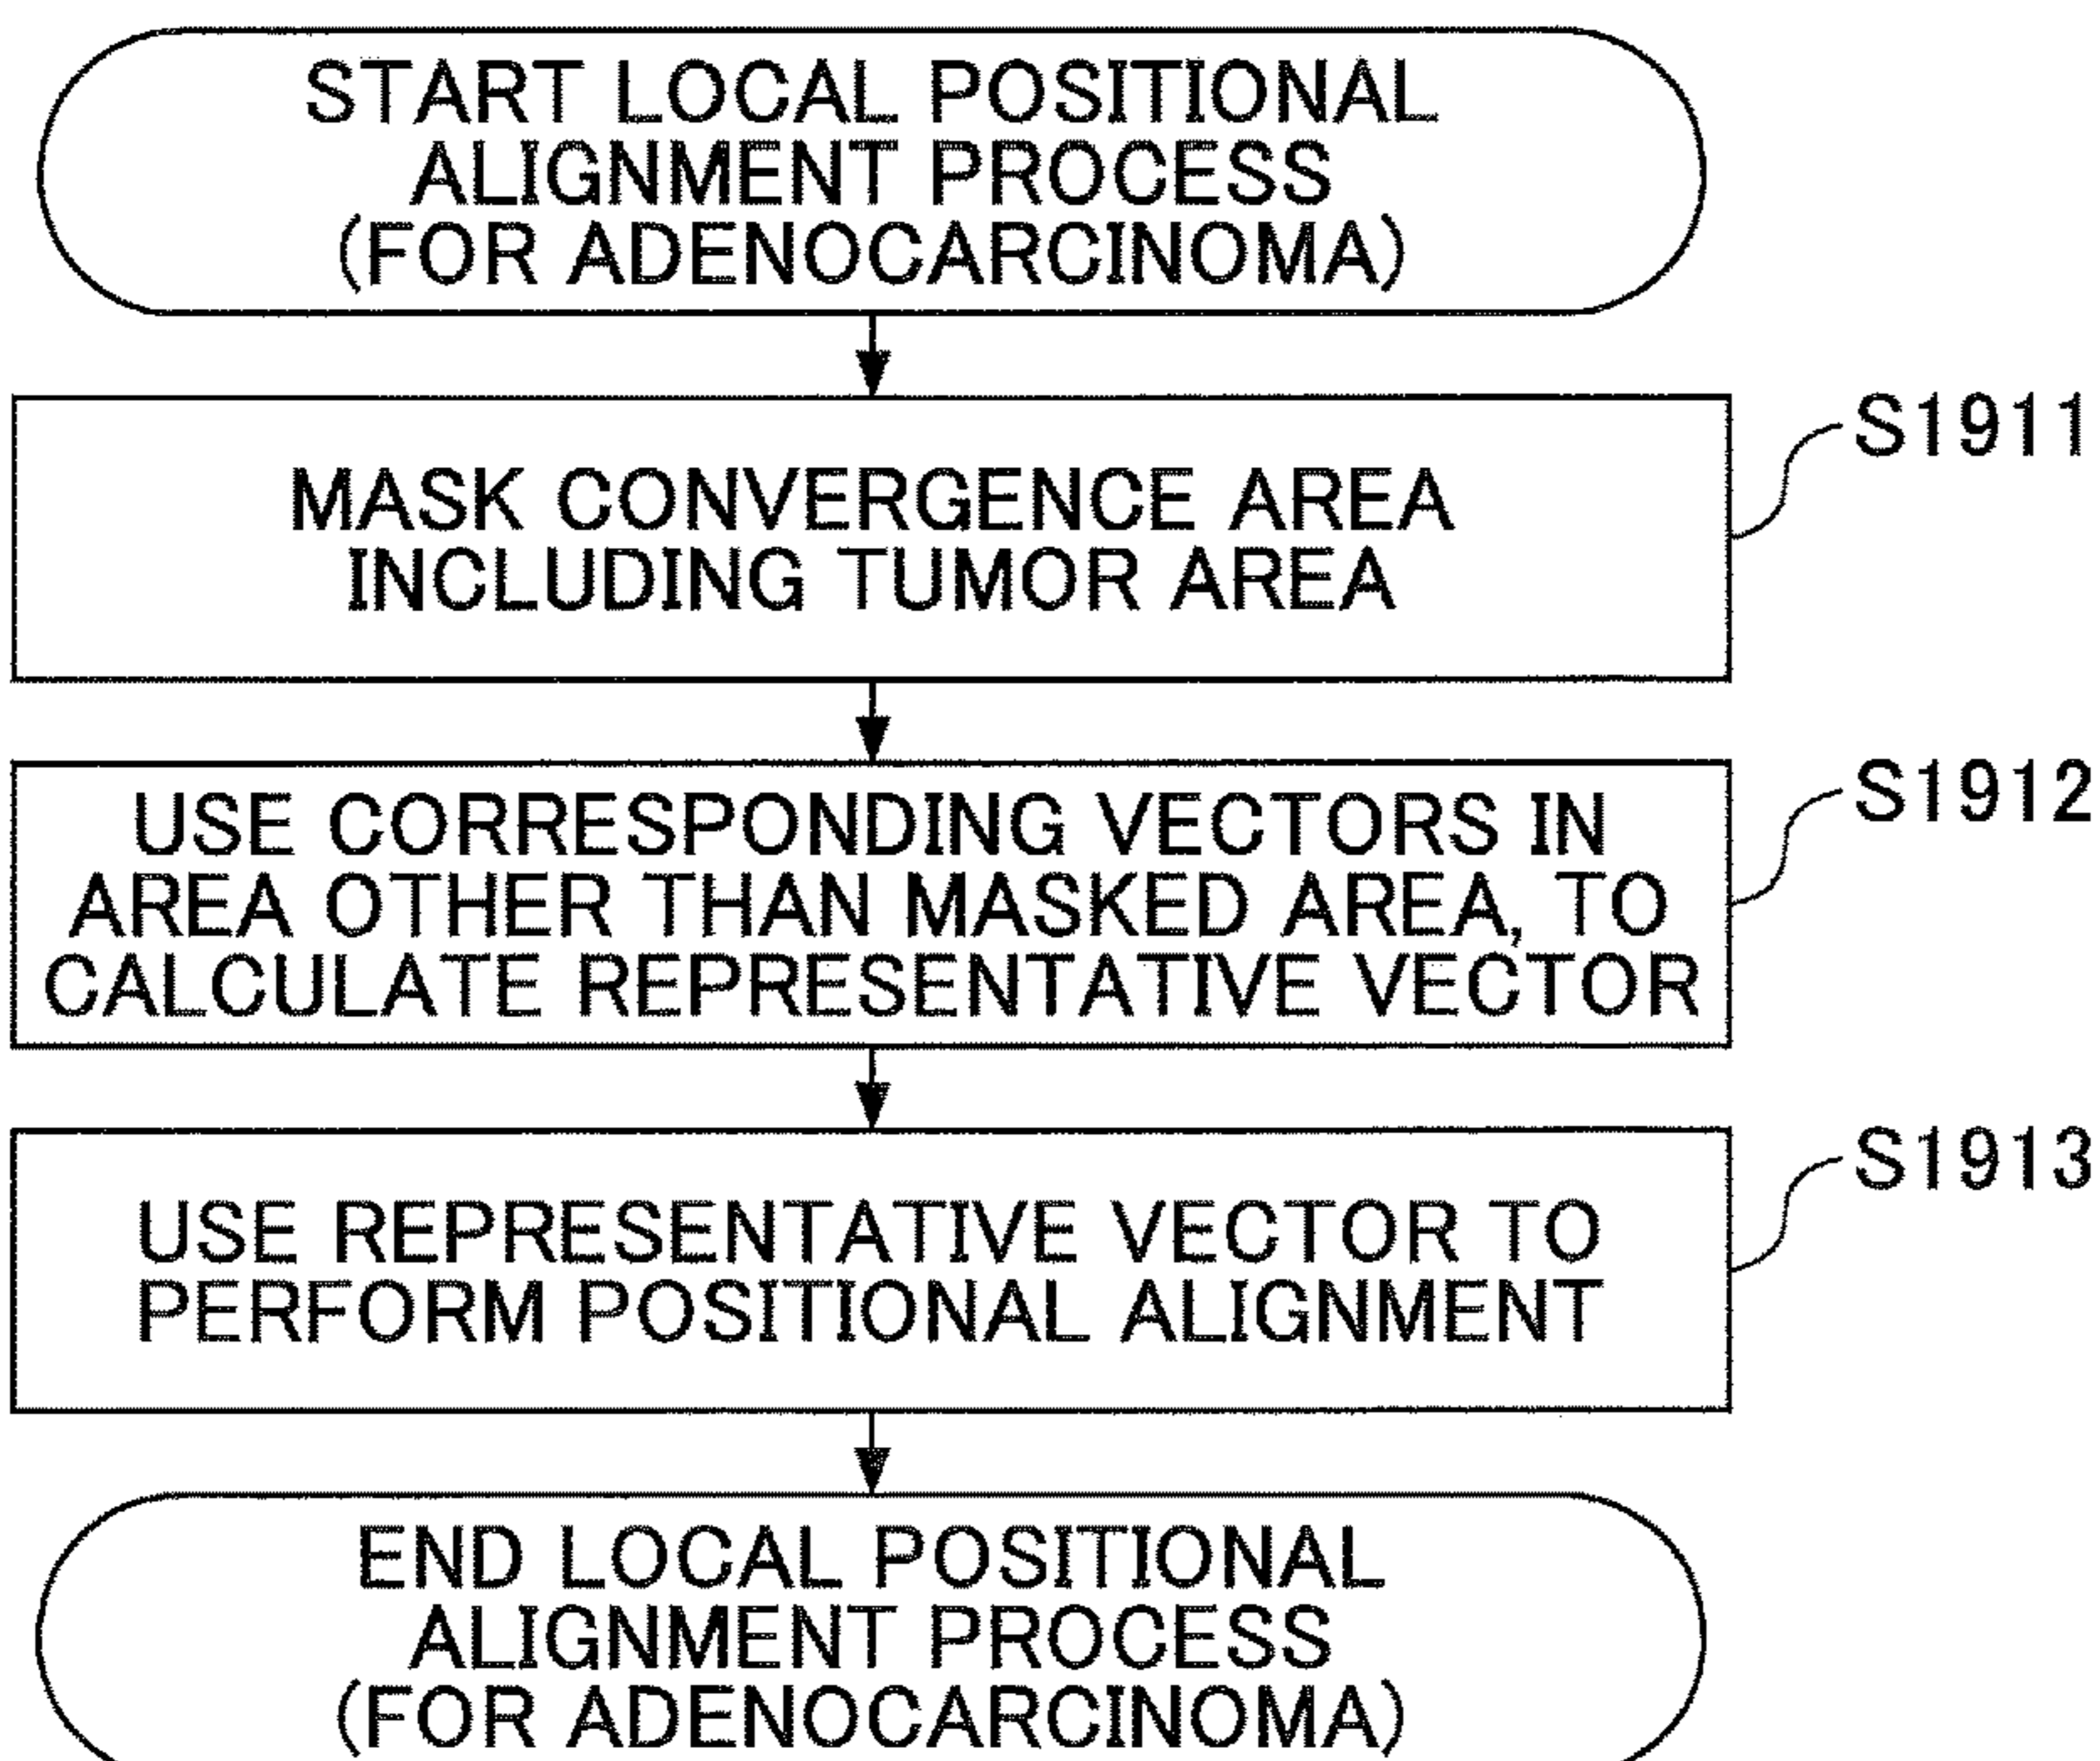 START LOCAL POSITIONAL
ALIGNMENT PROCESS
(FOR ADENOCARCINOMA)
S1911
MASK CONVERGENCE AREA
INCLUDING TUMOR AREA
S1912
USE CORRESPONDING VECTORS IN
AREA OTHER THAN MASKED AREA, TO
CALCULATE REPRESENTATIVE VECTOR
S1913
USE REPRESENTATIVE VECTOR TO
PERFORM POSITIONAL ALIGNMENT
END LOCAL POSITIONAL
ALIGNMENT PROCESS
(FOR ADENOCARCINOMA)